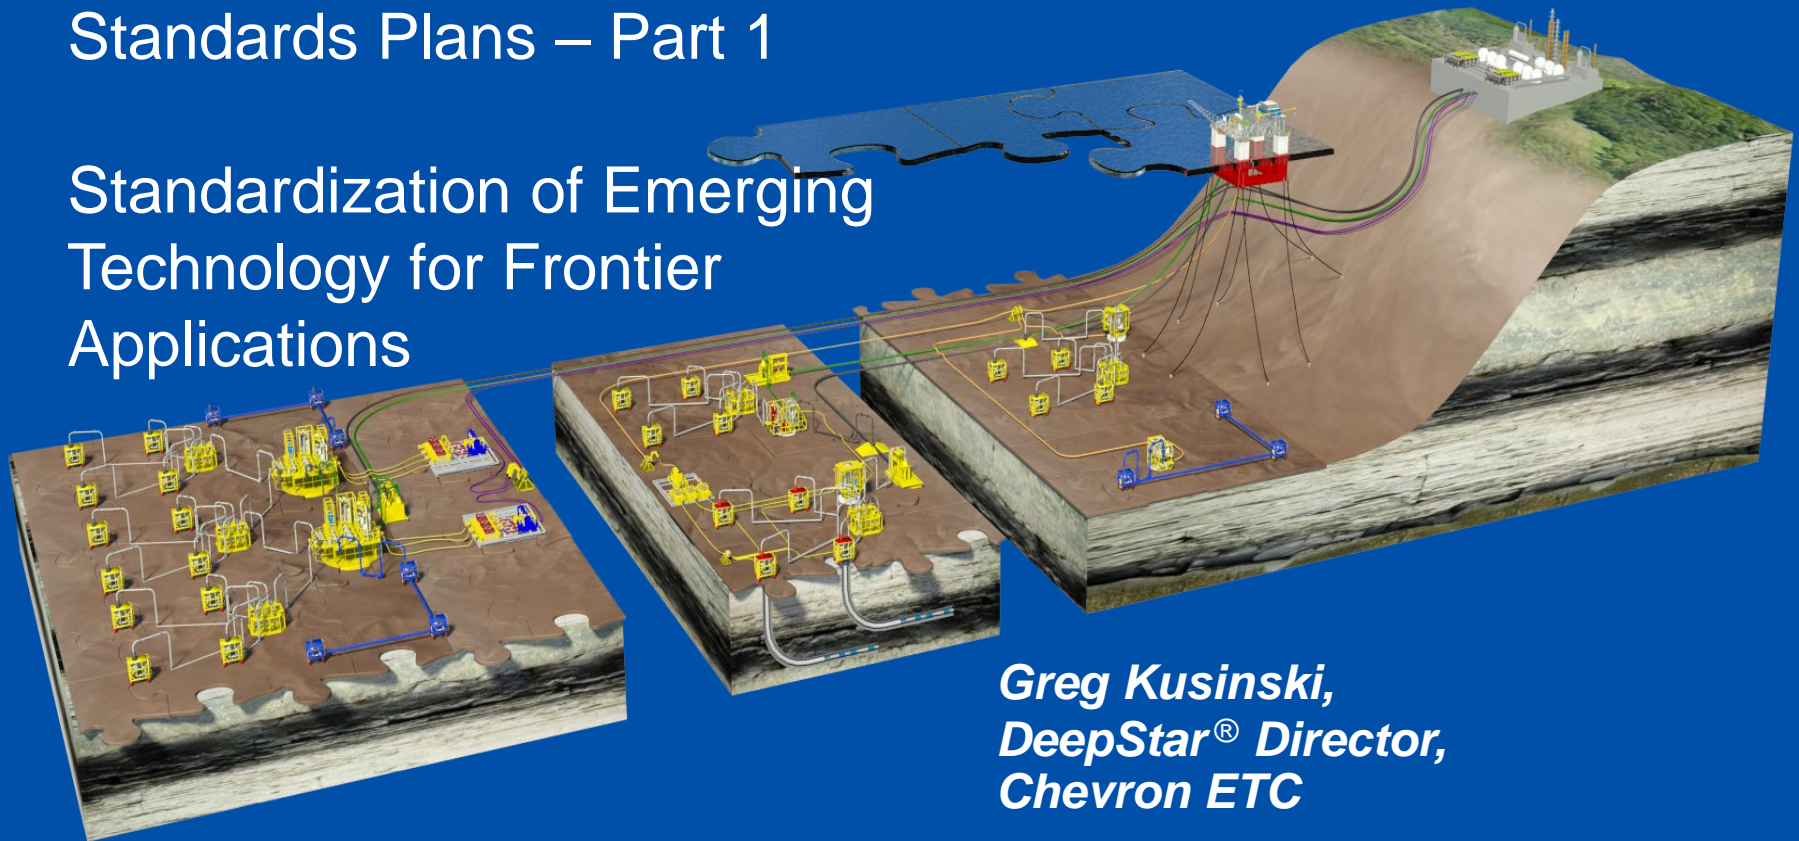 Standards Plans – Part 1
Standardization of Emerging
Technology for Frontier
Applications
Greg Kusinski,
DeepStar® Director,
Chevron ETC